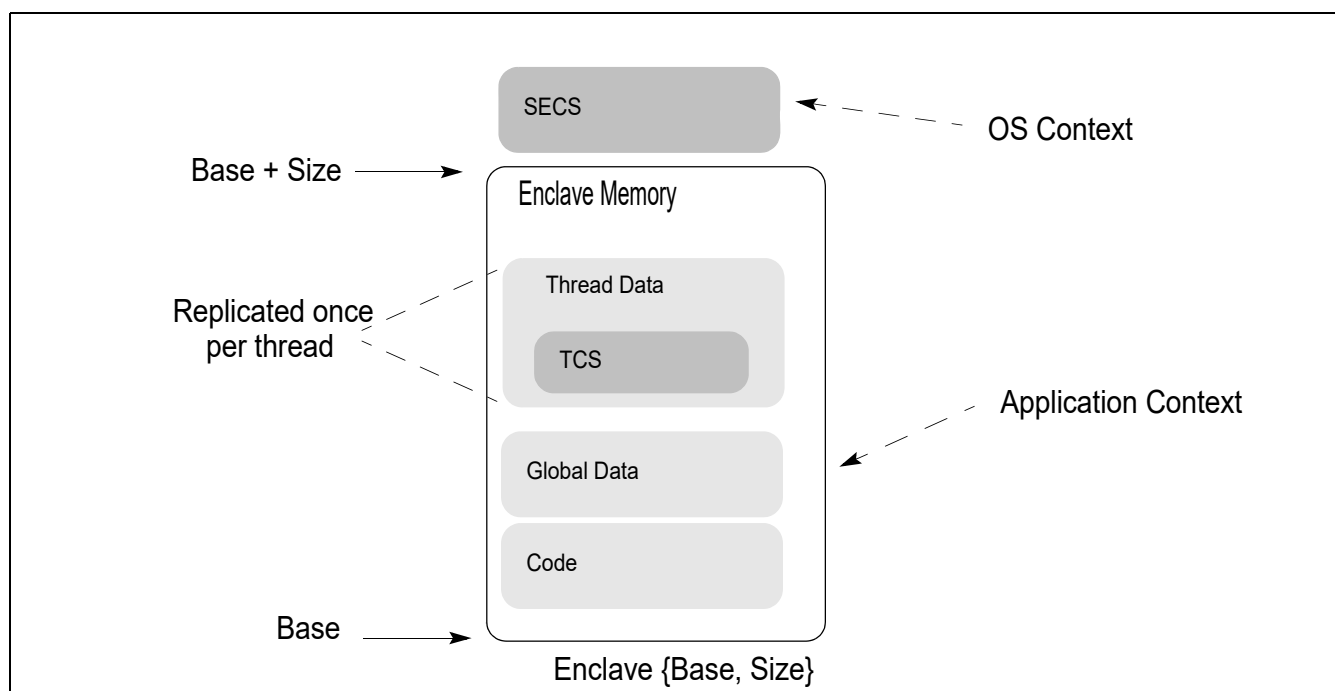 SECS
OS Context
Base + Size
Enclave Memory
Thread Data
Replicated once
per thread
TCS
Application Context
Global Data
Code
Base
Enclave {Base, Size}